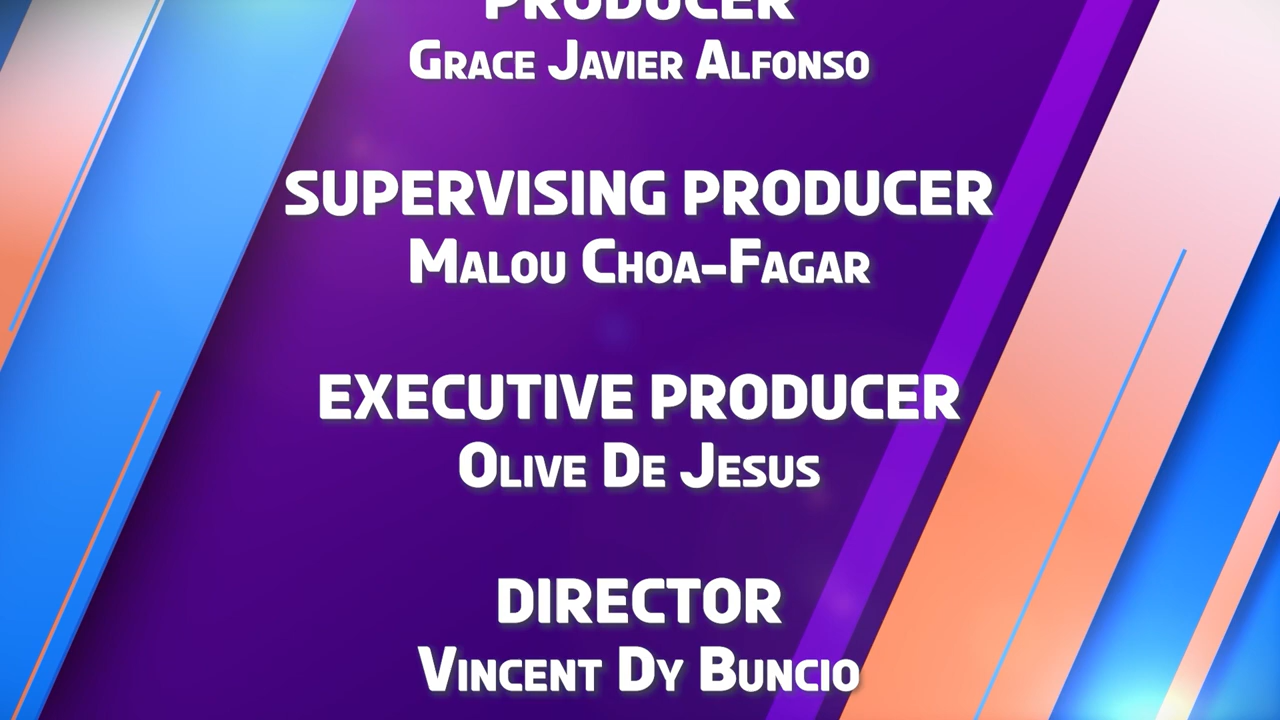 PRODUCER
GRACE JAVIER ALFONSO
SUPERVISING PRODUCER
MALOU CHOA-FAGAR
EXECUTIVE PRODUCER
OLIVE DE JESUS
DIRECTOR
VINCENT DY BUNCIO